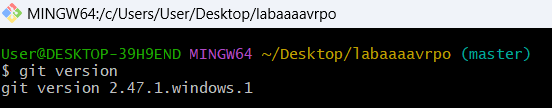 MINGW64:/c/Users/User/Desktop/labaaaavrpo
User@DESKTOP-39H9END MINGW64 ~/Desktop/labaaaavrpo (master)
$ git version
git version 2.47.1.windows.1